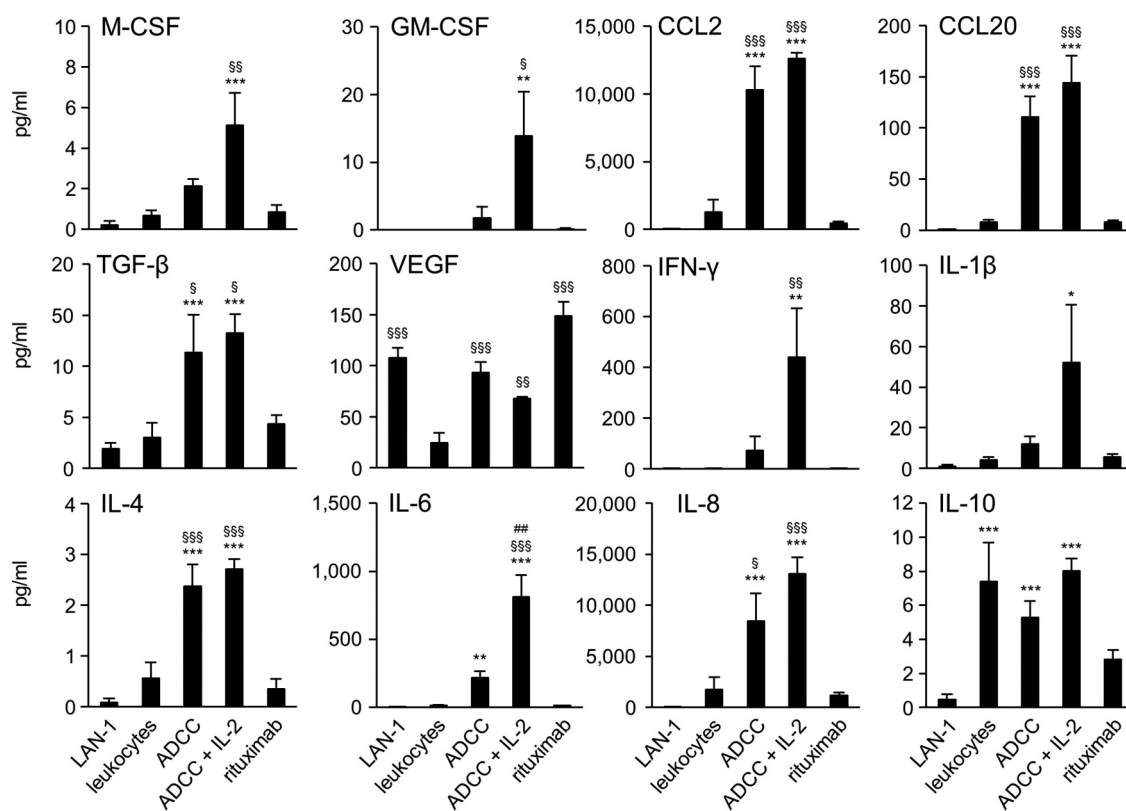 M-CSF
10
8
6
4
2
0
pg/ml
§§
***
GM-CSF
30
20
10
0
§
**
CCL2
15,000
10,000
5,000
0
§§§
***
§§§
***
CCL20
200
150
100
50
0
§§§
***
§§§
***
TGF-β
20
50
10
5
0
pg/ml
§
***
§
***
VEGF
200
150
100
50
0
§§§
§§§
§§
§§§
IFN-γ
800
600
400
200
0
§§
**
IL-1β
100
80
60
40
20
0
*
IL-4
4
3
2
1
0
pg/ml
§§§
***
§§§
***
IL-6
1,500
1,000
500
0
**
##
§§§
***
IL-8
20,000
15,000
10,000
5,000
0
§
***
§§§
***
IL-10
12
10
8
6
4
2
0
***
***
***
LAN-1
leukocytes
ADCC
ADCC + IL-2
rituximab
LAN-1
leukocytes
ADCC
ADCC + IL-2
rituximab
LAN-1
leukocytes
ADCC
ADCC + IL-2
rituximab
LAN-1
leukocytes
ADCC
ADCC + IL-2
rituximab